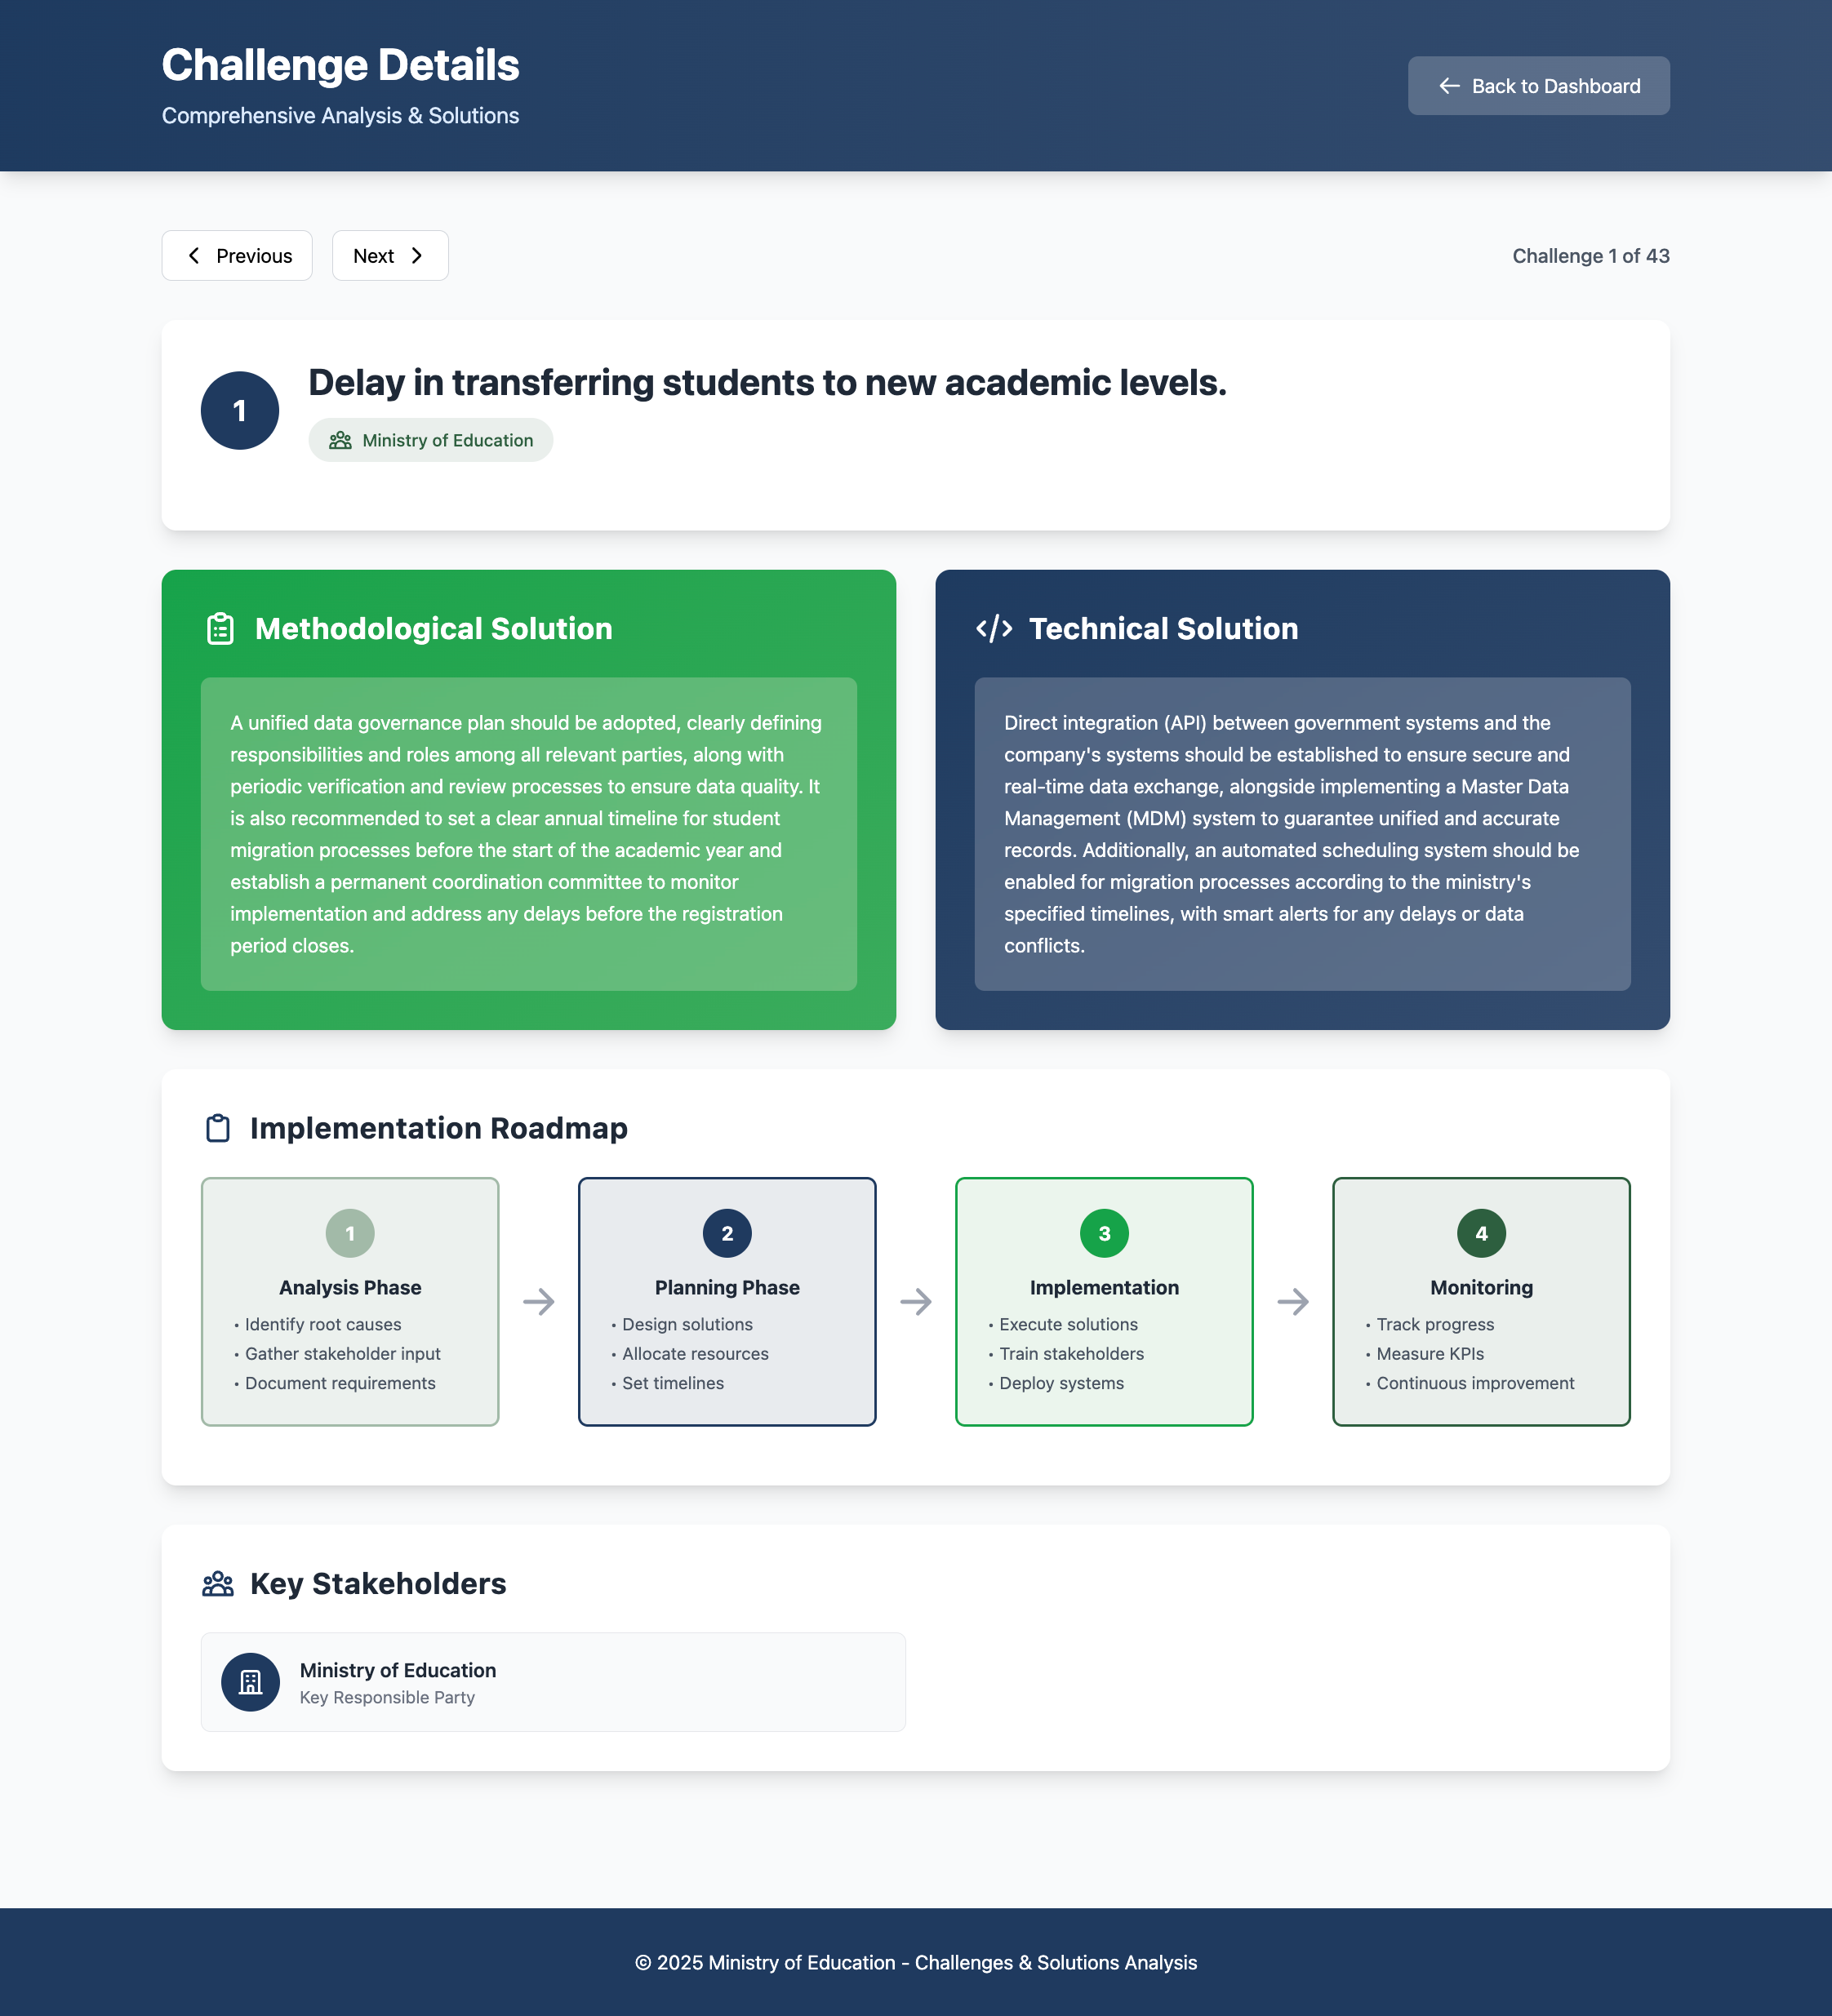 Challenge Details
Comprehensive Analysis & Solutions
Back to Dashboard
Previous
Next
Challenge 1 of 43
1
Delay in transferring students to new academic levels.
Ministry of Education
Methodological Solution
A unified data governance plan should be adopted, clearly defining
responsibilities and roles among all relevant parties, along with
periodic verification and review processes to ensure data quality. It
is also recommended to set a clear annual timeline for student
migration processes before the start of the academic year and
establish a permanent coordination committee to monitor
implementation and address any delays before the registration
period closes.
Technical Solution
Direct integration (API) between government systems and the
company's systems should be established to ensure secure and
real-time data exchange, alongside implementing a Master Data
Management (MDM) system to guarantee unified and accurate
records. Additionally, an automated scheduling system should be
enabled for migration processes according to the ministry's
specified timelines, with smart alerts for any delays or data
conflicts.
Implementation Roadmap
1
Analysis Phase
• Identify root causes
• Gather stakeholder input
• Document requirements
2
Planning Phase
• Design solutions
• Allocate resources
• Set timelines
3
Implementation
• Execute solutions
• Train stakeholders
• Deploy systems
4
Monitoring
• Track progress
• Measure KPIs
• Continuous improvement
Key Stakeholders
Ministry of Education
Key Responsible Party
© 2025 Ministry of Education - Challenges & Solutions Analysis